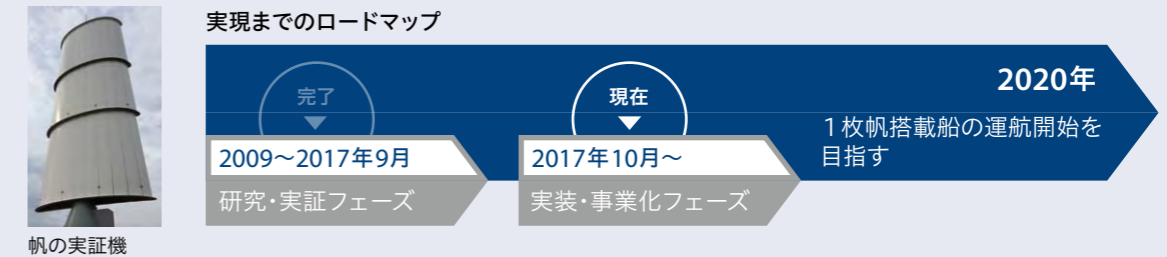 実現までのロードマップ
完了
現在
2009〜2017年9月
研究・実証フェーズ
2017年10月〜
実装・事業化フェーズ
2020年
1枚帆搭載船の運航開始を
目指す
帆の実証機